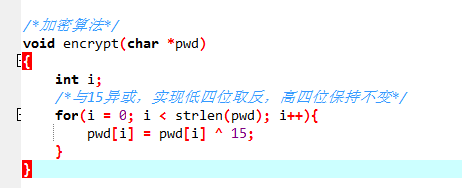 /*加密算法*/
void encrypt(char *pwd)
{
    int i;
    /*与15异或，实现低四位取反，高四位保持不变*/
    for(i = 0; i < strlen(pwd); i++){
        pwd[i] = pwd[i] ^ 15;
    }
}